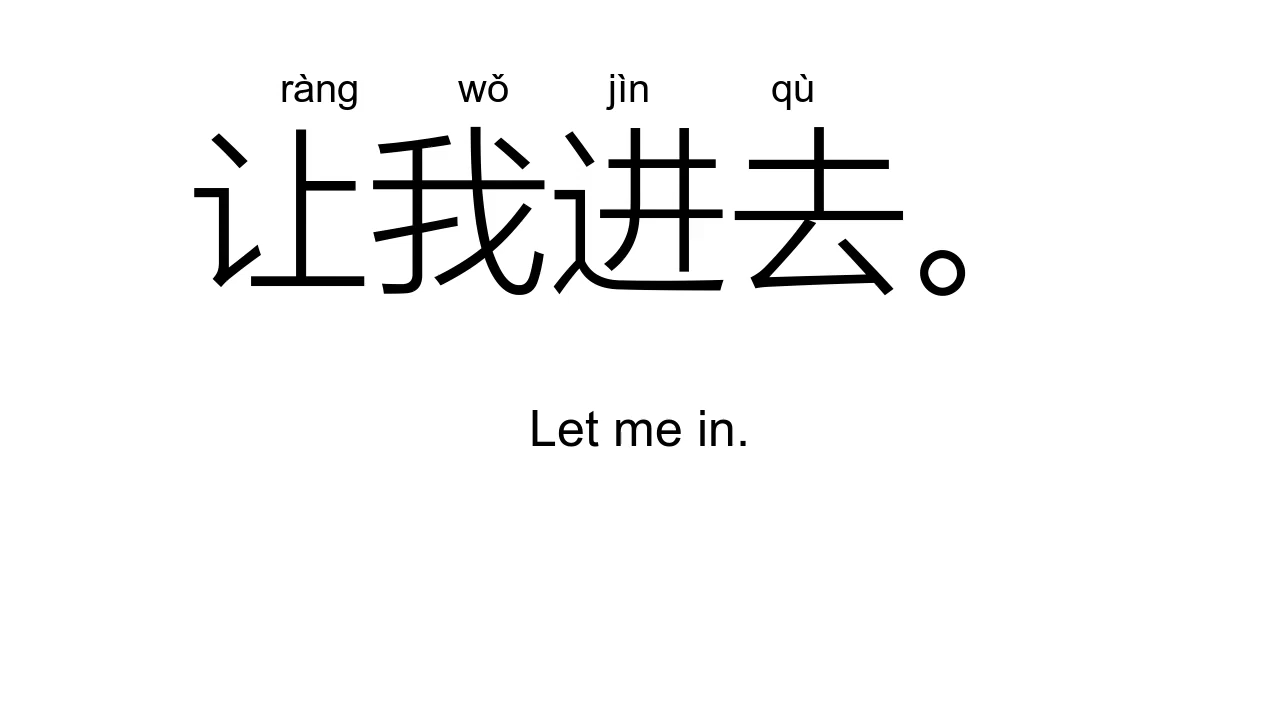 ràng wǒ jìn qù
让我进去。
Let me in.